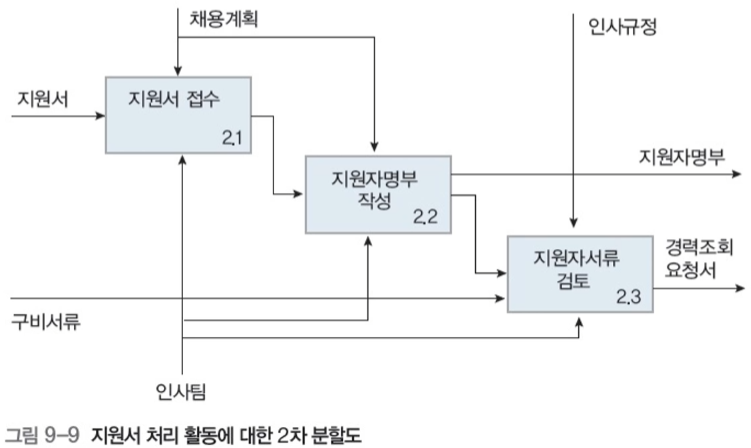 채용계획
인사규정
지원서
지원서 접수
2.1
지원자명부
지원자명부
작성
2.2
경력조회
요청서
지원자서류
검토
2.3
구비서류
인사팀
그림 9-9 지원서 처리 활동에 대한 2차 분할도